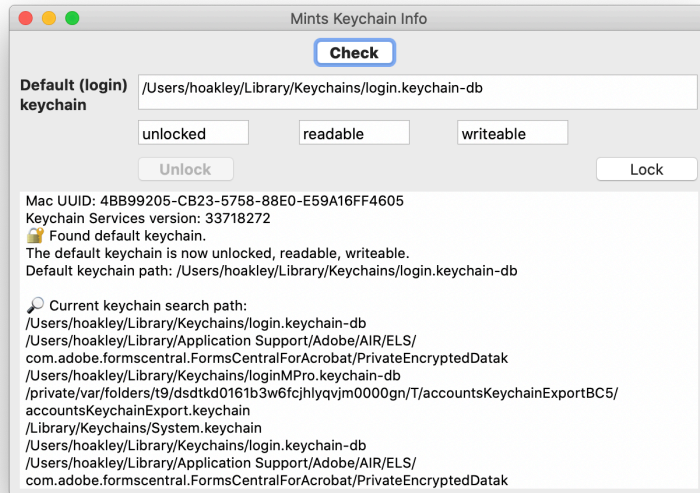 Mints Keychain Info
Check
Default (login)
keychain
/Users/hoakley/Library/Keychains/login.keychain-db
unlocked
readable
writeable
Unlock
Lock
Mac UUID: 4BB99205-CB23-5758-88E0-E59A16FF4605
Keychain Services version: 33718272
🔐 Found default keychain.
The default keychain is now unlocked, readable, writeable.
Default keychain path: /Users/hoakley/Library/Keychains/login.keychain-db
🔎 Current keychain search path:
/Users/hoakley/Library/Keychains/login.keychain-db
/Users/hoakley/Library/Application Support/Adobe/AIR/ELS/
com.adobe.formscentral.FormsCentralForAcrobat/PrivateEncryptedDatak
/Users/hoakley/Library/Keychains/loginMPro.keychain-db
/private/var/folders/t9/dsdtkd0161b3w6fcjhlyqvjm0000gn/T/accountsKeychainExportBC5/
accountsKeychainExport.keychain
/Library/Keychains/System.keychain
/Users/hoakley/Library/Keychains/login.keychain-db
/Users/hoakley/Library/Application Support/Adobe/AIR/ELS/
com.adobe.formscentral.FormsCentralForAcrobat/PrivateEncryptedDatak